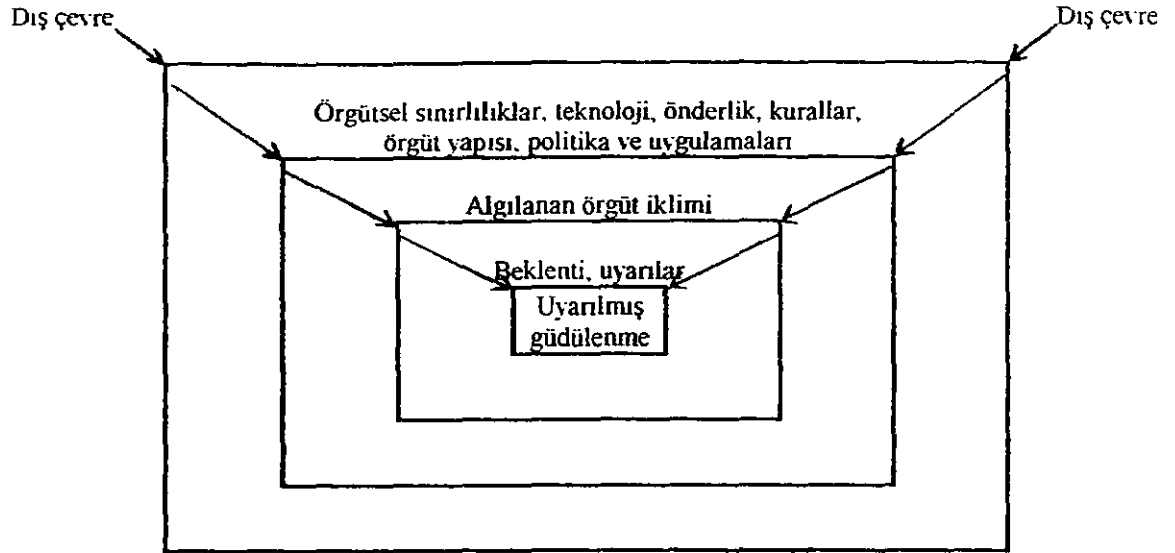 Dış çevre
Dış çevre
Örgütsel sınırlılıklar, teknoloji, önderlik, kurallar,
örgüt yapısı, politika ve uygulamaları
Algılanan örgüt iklimi
Beklenti, uyarılar
Uyarılmış
güdülenme